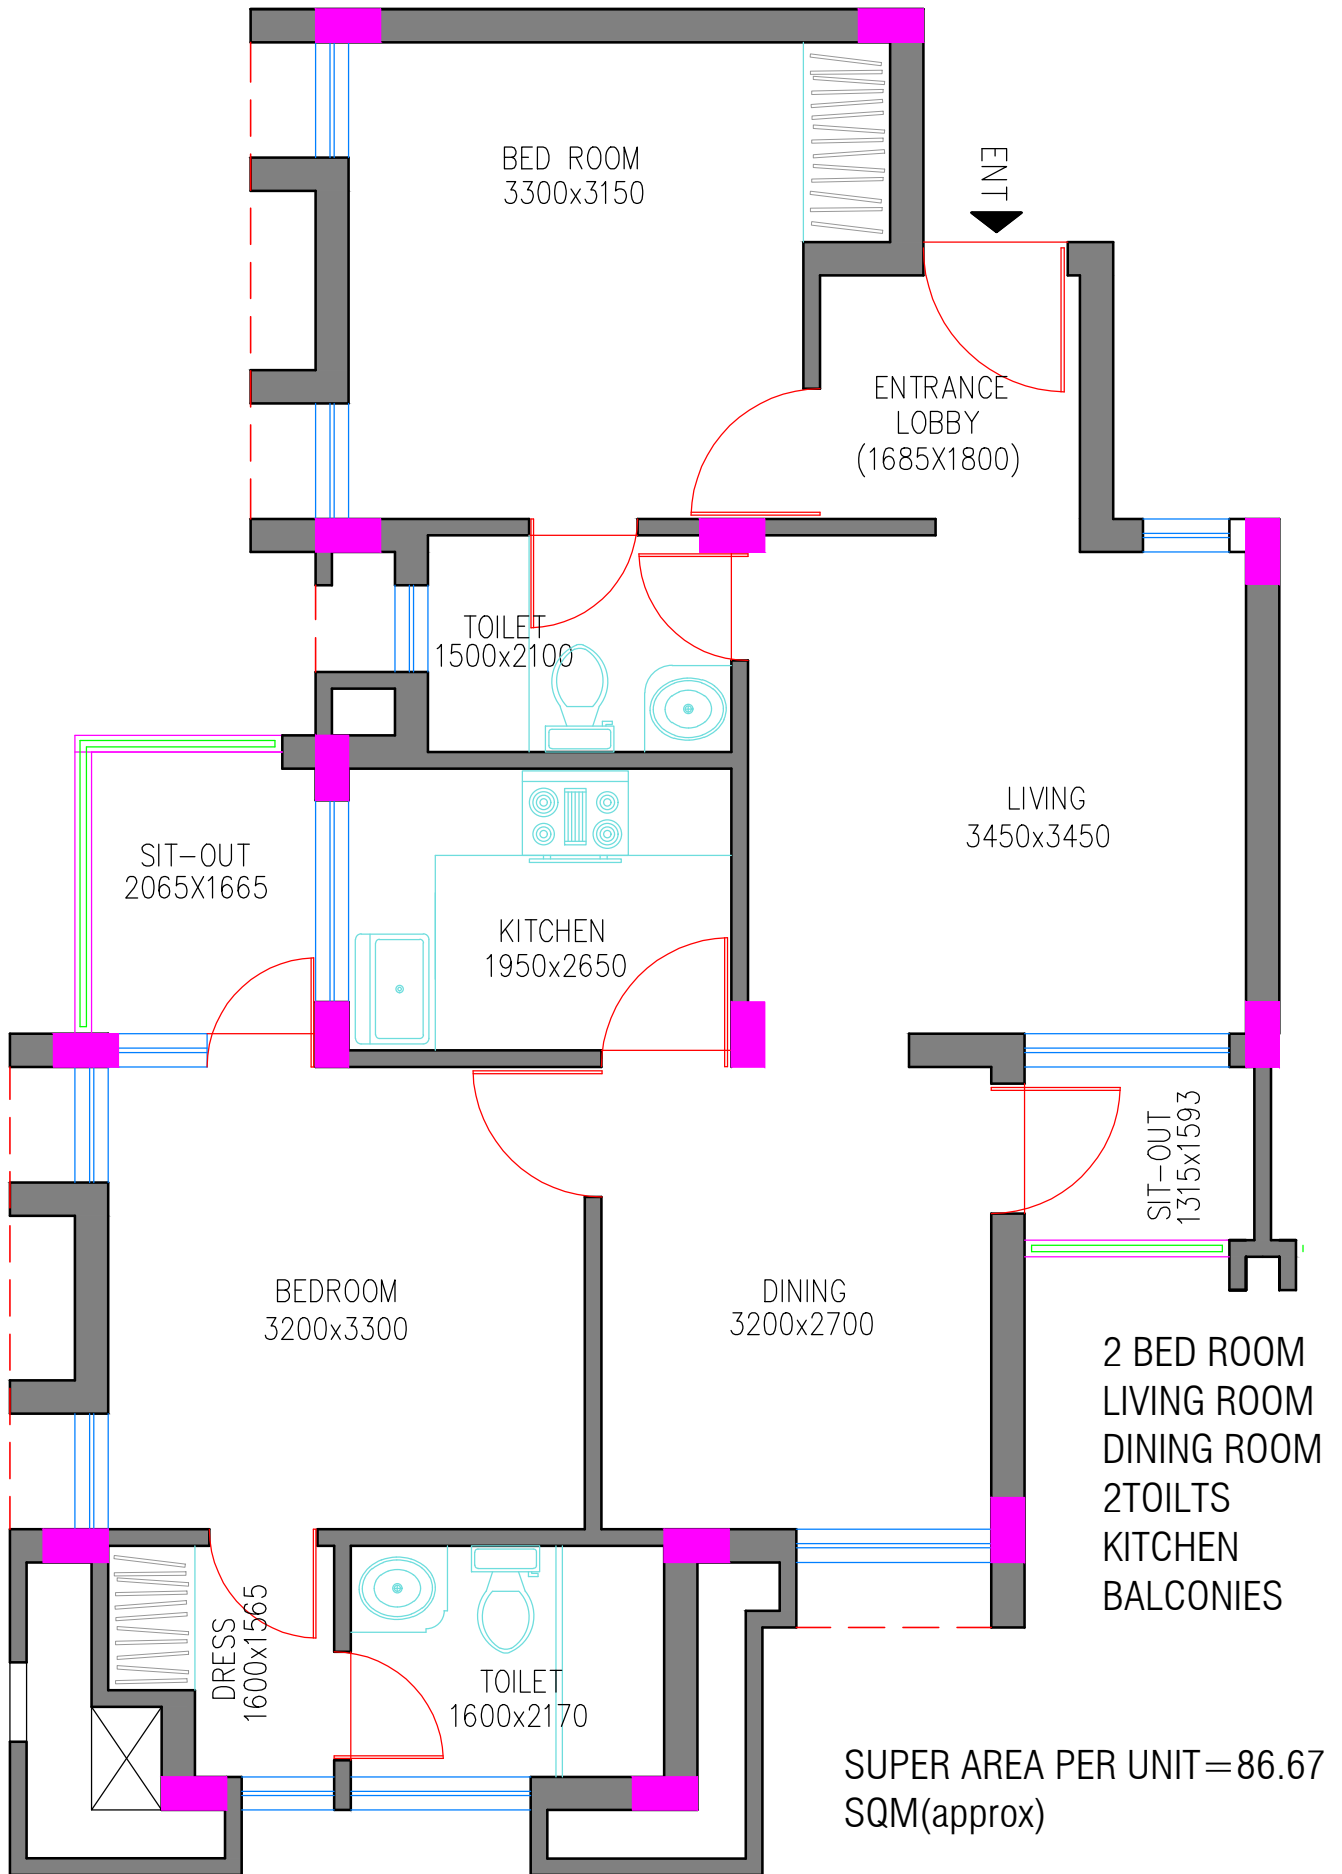 BED ROOM
3300x3150
ENT
ENTRANCE
LOBBY
(1685X1800)
TOILET
1500x2100
LIVING
3450x3450
SIT-OUT
2065X1665
KITCHEN
1950x2650
SIT-OUT
1315x1593
BEDROOM
3200x3300
DINING
3200x2700
2 BED ROOM
LIVING ROOM
DINING ROOM
2TOILTS
KITCHEN
BALCONIES
DRESS
1600x1565
TOILET
1600x2170
SUPER AREA PER UNIT=86.67
SQM(approx)